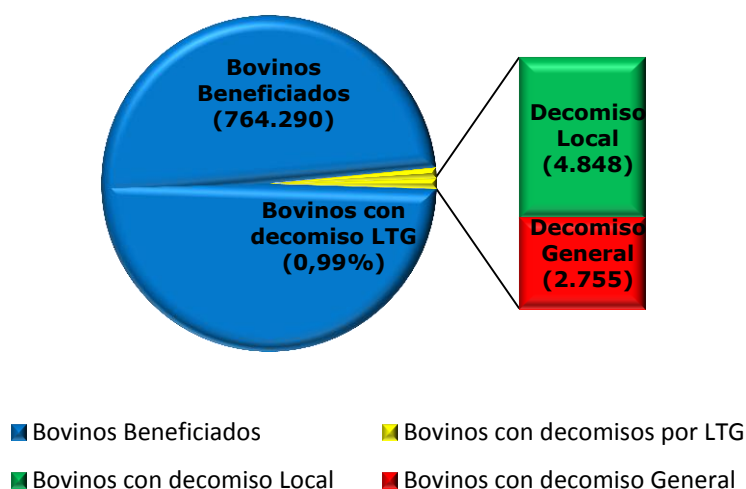 Bovinos
Beneficiados
(764.290)
Bovinos con
decomiso LTG
(0,99%)
Decomiso
Local
(4.848)
Decomiso
General
(2.755)
Bovinos Beneficiados
Bovinos con decomisos por LTG
Bovinos con decomiso Local
Bovinos con decomiso General